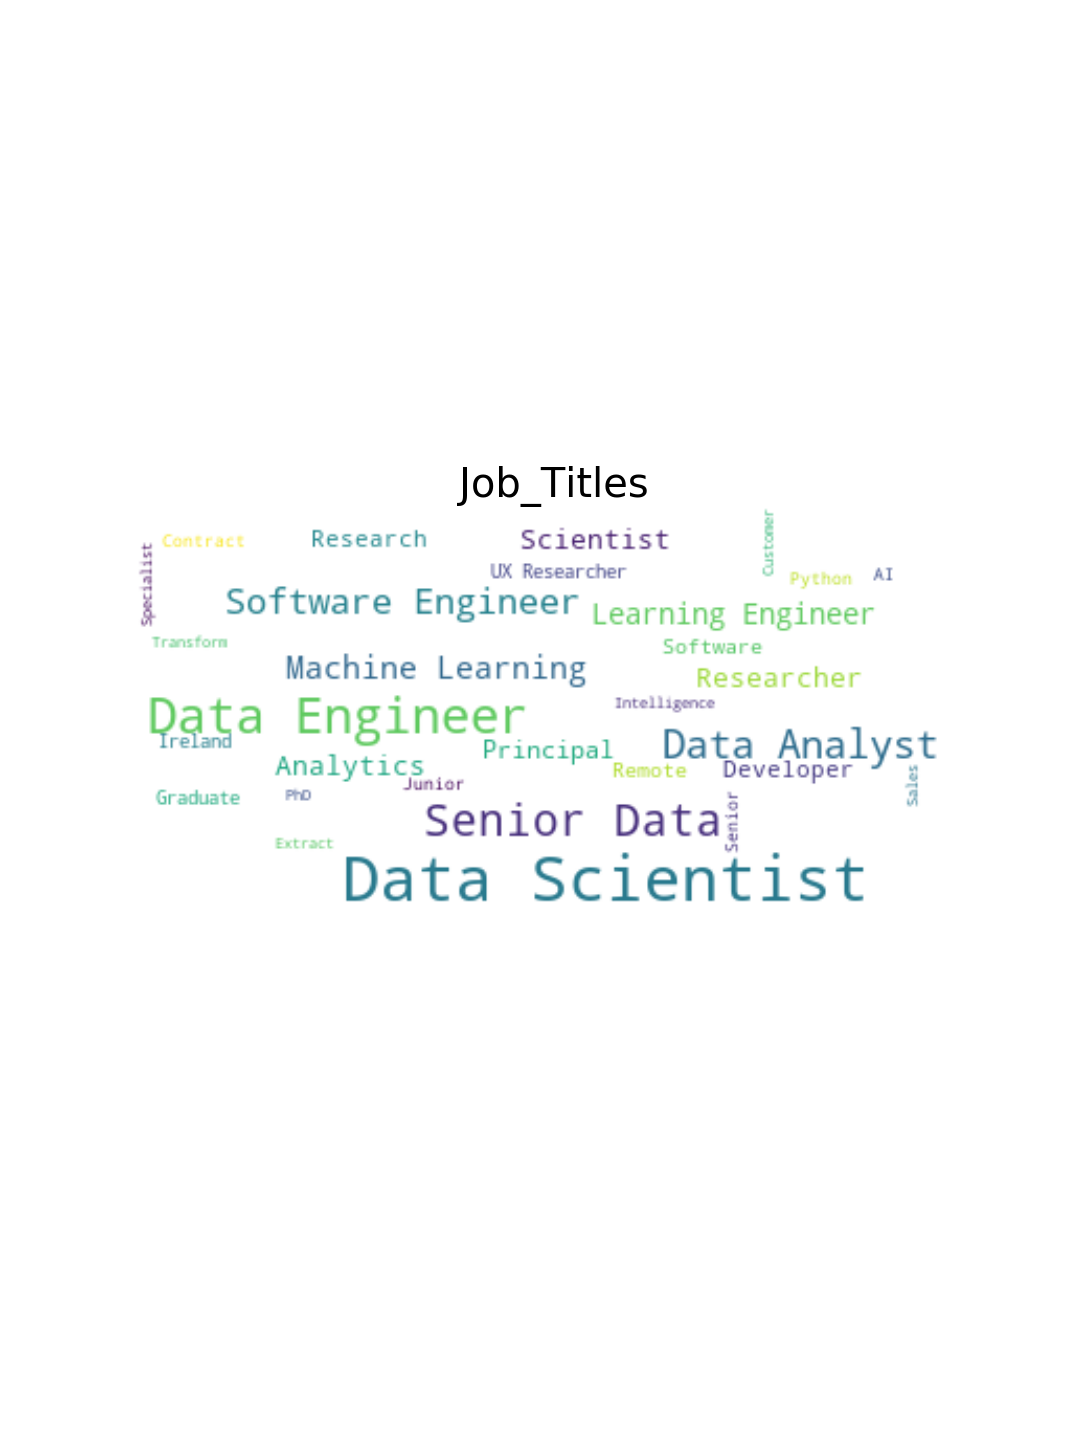 Job_Titles
Customer
Contract
Research
Scientist
Specialist
UX Researcher
Python
AI
Software Engineer
Learning Engineer
Transform
Software
Machine Learning
Researcher
Intelligence
Data Engineer
Ireland
Principal
Data Analyst
Analytics
Remote
Developer
Junior
Sales
Graduate
PhD
Senior Data
Senior
Extract
Data Scientist